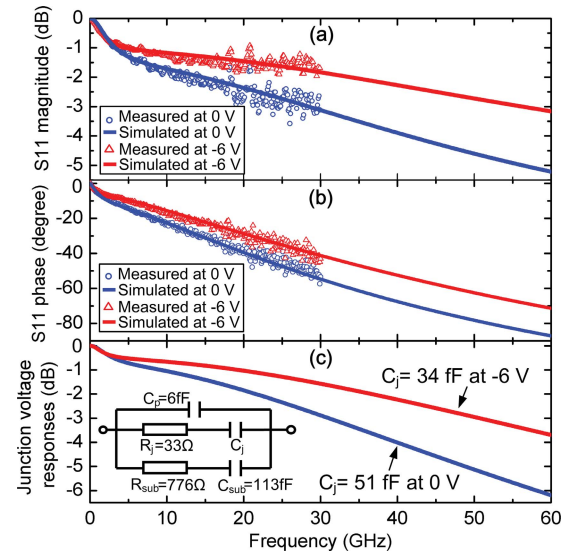 S11 magnitude (dB)
0
-1
-2
-3
-4
-5
(a)
Measured at 0 V
Simulated at 0 V
Measured at -6 V
Simulated at -6 V
S11 phase (degree)
0
-20
-40
-60
-80
(b)
Measured at 0 V
Simulated at 0 V
Measured at -6 V
Simulated at -6 V
Junction voltage
responses (dB)
0
-1
-2
-3
-4
-5
-6
(c)
Cj= 34 fF at -6 V
Cj= 51 fF at 0 V
Cp=6fF
Rj=33Ω
Cj
Rsub=776Ω
Csub=113fF
0 10 20 30 40 50 60
Frequency (GHz)